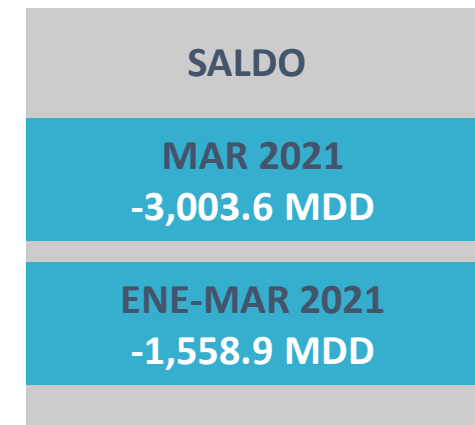 SALDO
MAR 2021
-3,003.6 MDD
ENE-MAR 2021
-1,558.9 MDD